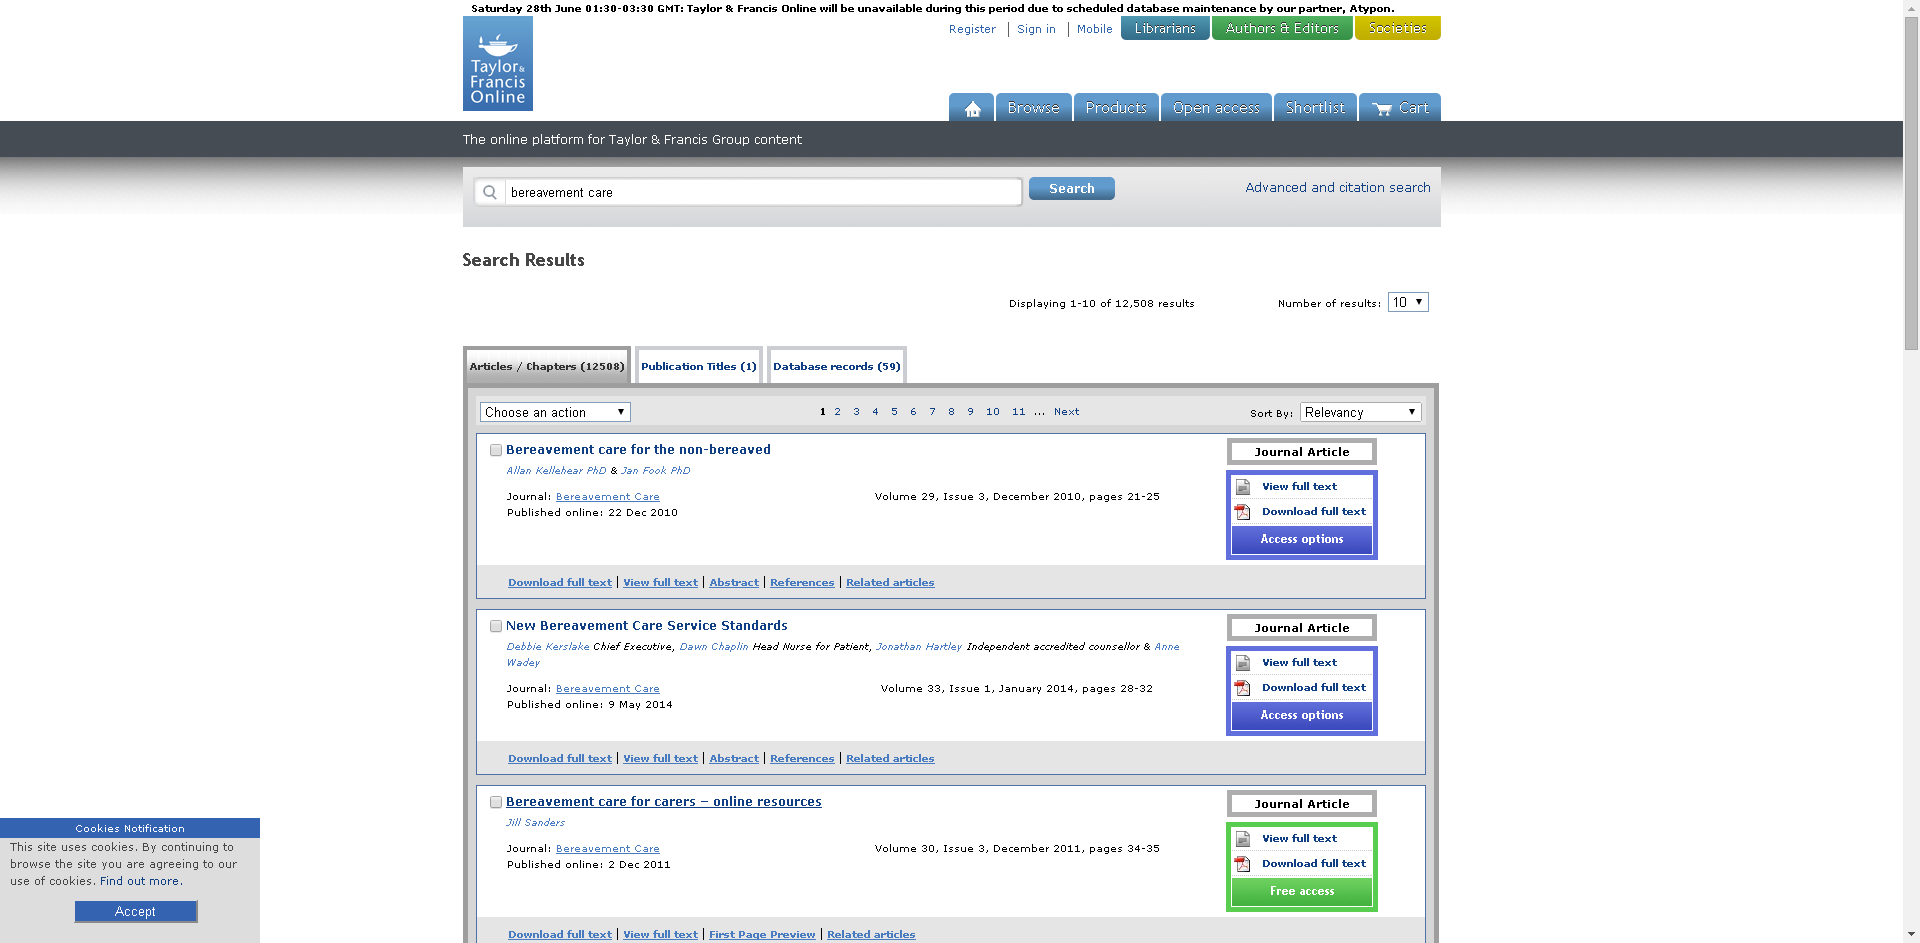 Saturday 28th June 01:30-03:30 GMT: Taylor & Francis Online will be unavailable during this period due to scheduled database maintenance by our partner, Atypon.
Taylor &
Francis
Online
Register | Sign in | Mobile Librarians Authors & Editors Societies
Browse Products Open access Shortlist Cart
The online platform for Taylor & Francis Group content
bereavement care Search Advanced and citation search
Search Results
Displaying 1-10 of 12,508 results Number of results: 10
Articles / Chapters (12508) Publication Titles (1) Database records (59)
Choose an action 1 2 3 4 5 6 7 8 9 10 11 ... Next Sort By: Relevancy
Bereavement care for the non-bereaved
Allan Kellehear PhD & Jan Fook PhD
Journal: Bereavement Care Volume 29, Issue 3, December 2010, pages 21-25
Published online: 22 Dec 2010
Journal Article
View full text
Download full text
Access options
Download full text | View full text | Abstract | References | Related articles
New Bereavement Care Service Standards
Debbie Kerslake Chief Executive, Dawn Chaplin Head Nurse for Patient, Jonathan Hartley Independent accredited counsellor & Anne
Wadey
Journal: Bereavement Care Volume 33, Issue 1, January 2014, pages 28-32
Published online: 9 May 2014
Journal Article
View full text
Download full text
Access options
Download full text | View full text | Abstract | References | Related articles
Bereavement care for carers – online resources
Jill Sanders
Journal: Bereavement Care Volume 30, Issue 3, December 2011, pages 34-35
Published online: 2 Dec 2011
Journal Article
View full text
Download full text
Free access
Download full text | View full text | First Page Preview | Related articles
Cookies Notification
This site uses cookies. By continuing to
browse the site you are agreeing to our
use of cookies. Find out more.
Accept